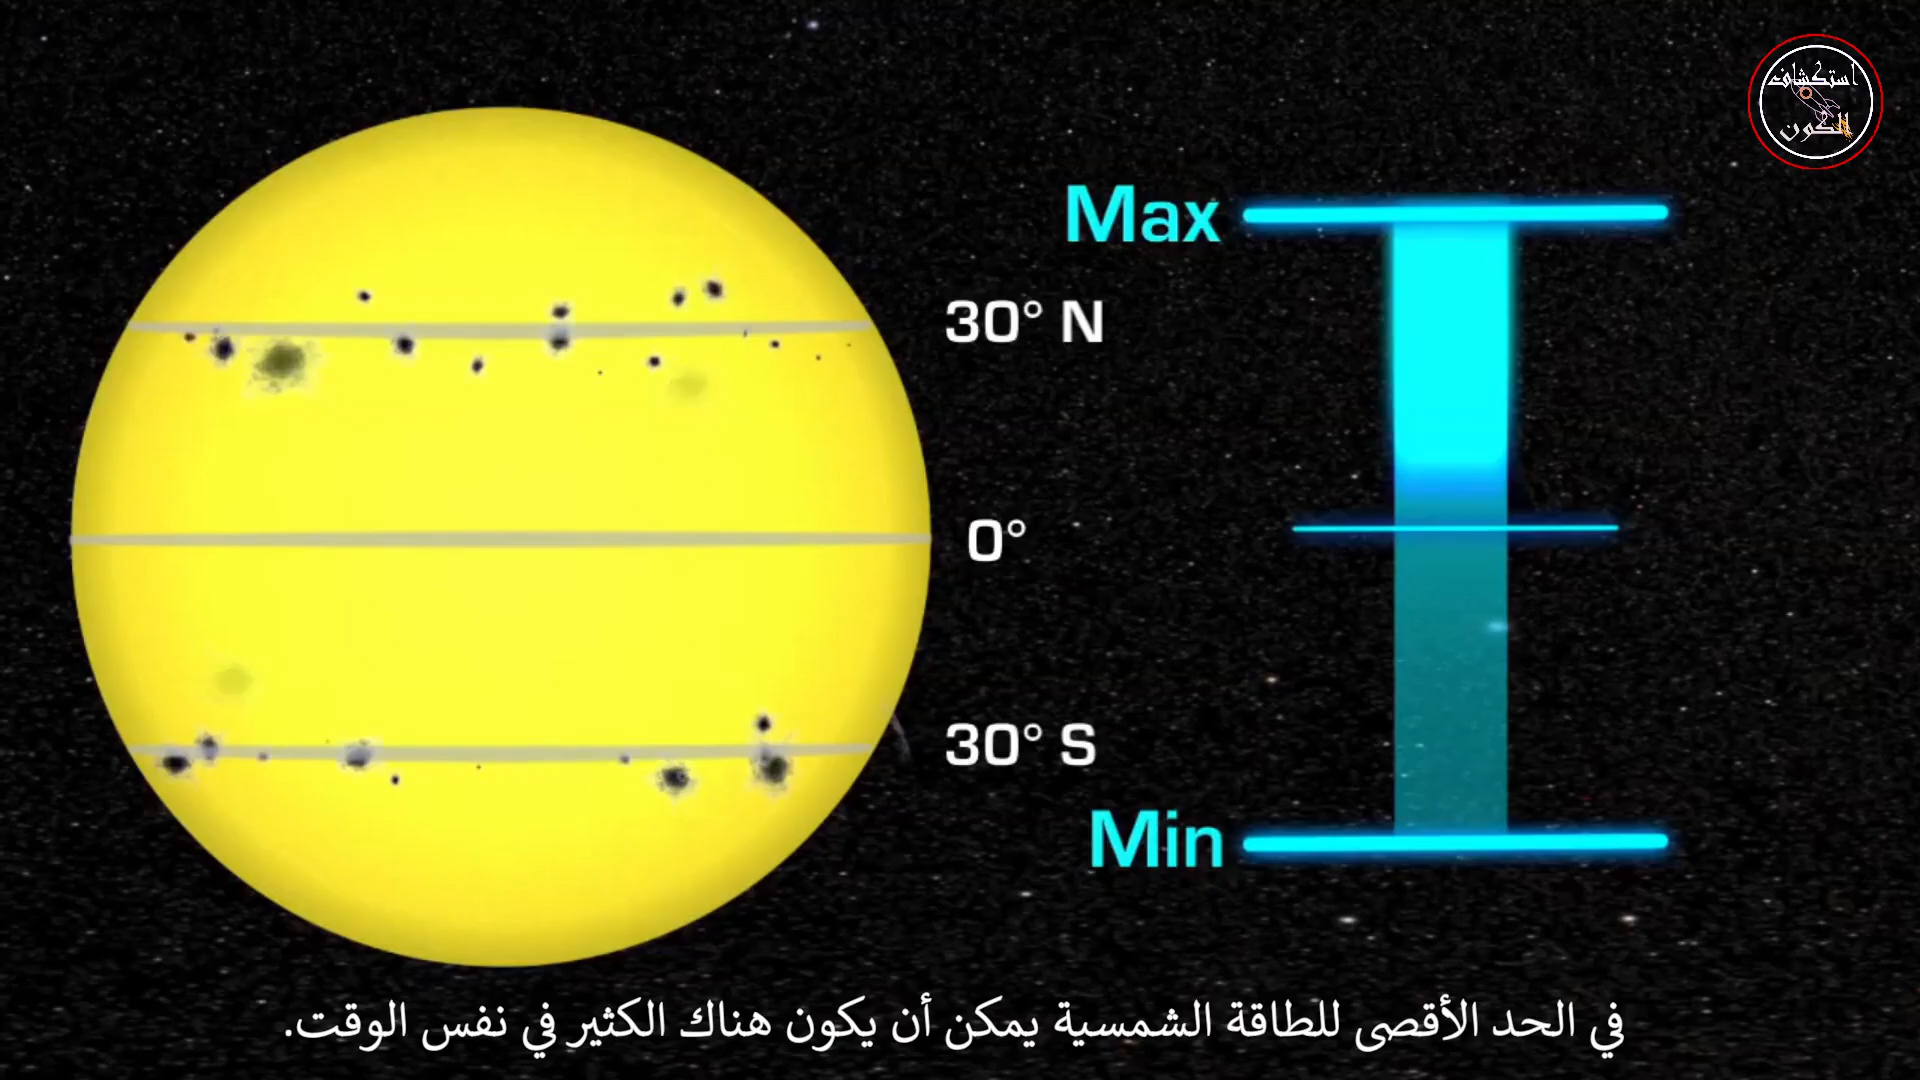 استكشاف
الكون
Max
30° N
0°
30° S
Min
في الحد الأقصى للطاقة الشمسية يمكن أن يكون هناك الكثير في نفس الوقت.